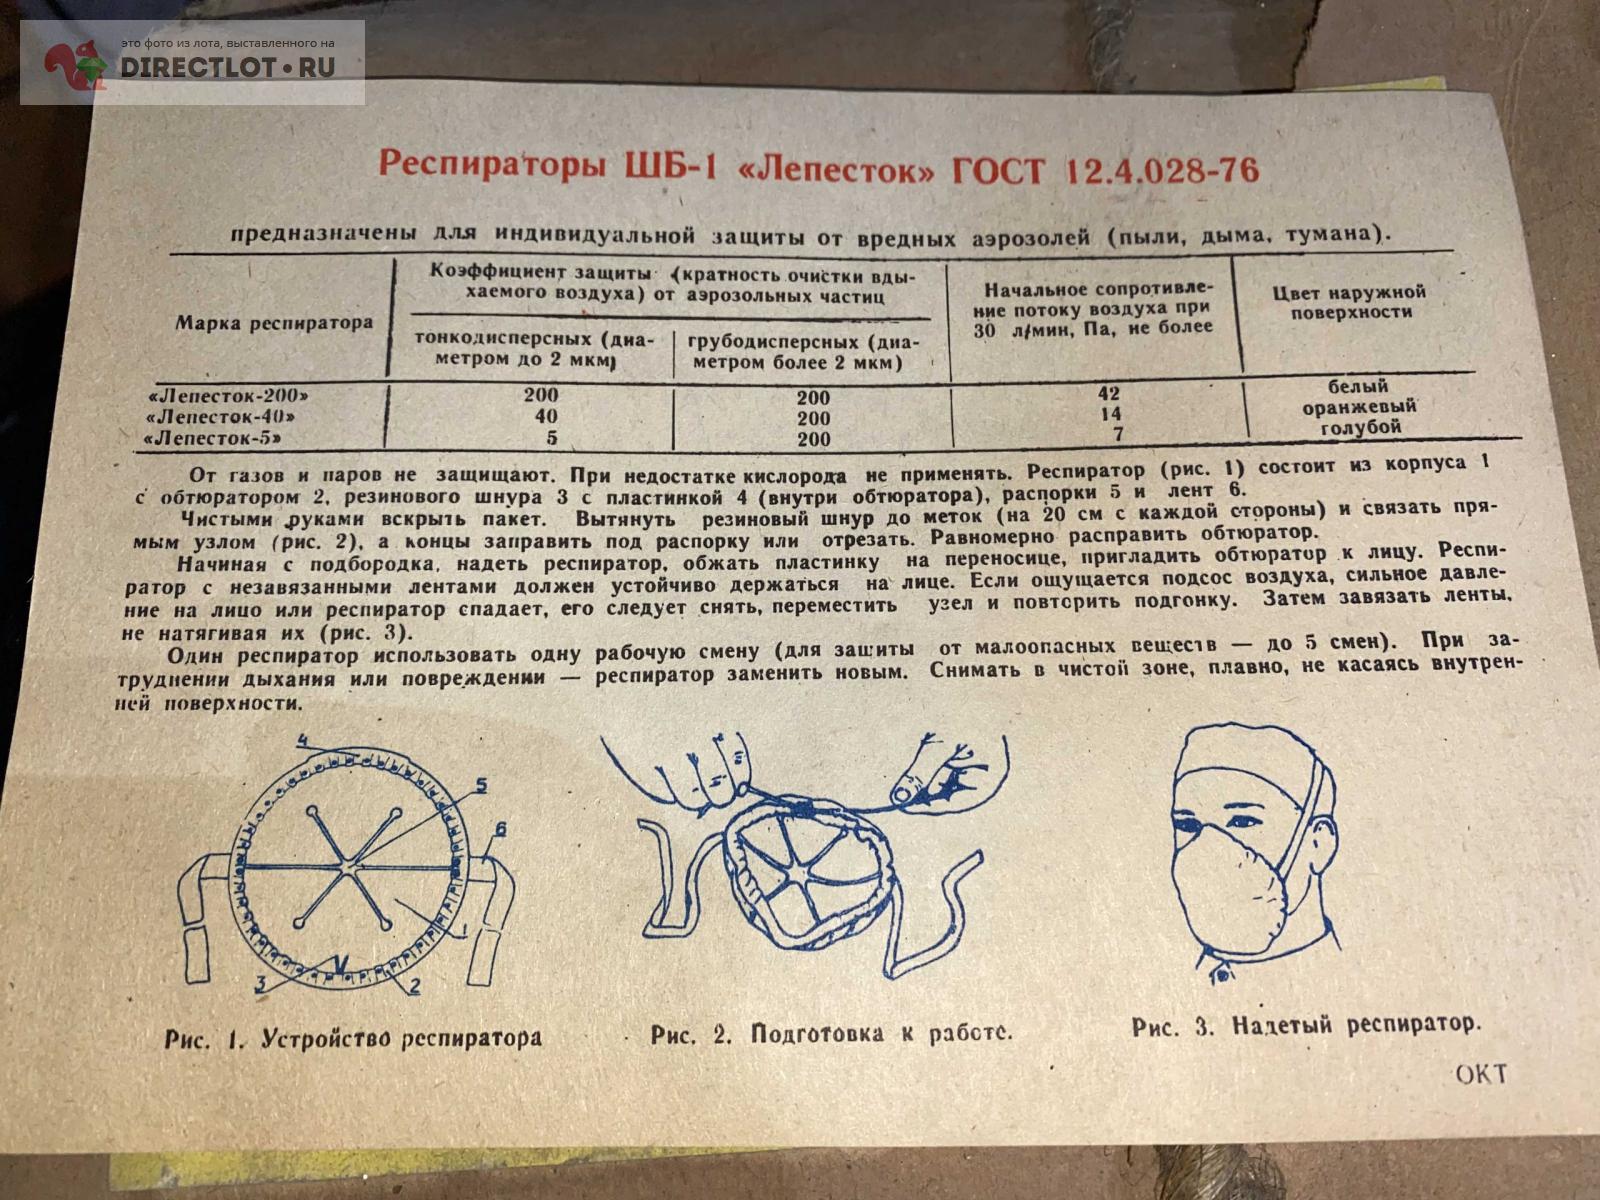 это фото из лота, выставленного на
DIRECTLOT•RU
Респираторы ШБ-1 «Лепесток» ГОСТ 12.4.028-76
предназначены для индивидуальной защиты от вредных аэрозолей (пыли, дыма, тумана).
Марка респиратора
Коэффициент защиты (кратность очистки вды-
хаемого воздуха) от аэрозольных частиц
тонкодисперсных (диа-
метром до 2 мкм)
грубодисперсных (диа-
метром более 2 мкм)
Начальное сопротивле-
ние потоку воздуха при
30 л/мин, Па, не более
Цвет наружной
поверхности
«Лепесток-200» 200 200 42 белый
«Лепесток-40» 40 200 14 оранжевый
«Лепесток-5» 5 200 7 голубой
От газов и паров не защищают. При недостатке кислорода не применять. Респиратор (рис. 1) состоит из корпуса 1
с обтюратором 2, резинового шнура 3 с пластинкой 4 (внутри обтюратора), распорки 5 и лент 6.
Чистыми руками вскрыть пакет. Вытянуть резиновый шнур до меток (на 20 см с каждой стороны) и связать пря-
мым узлом (рис. 2), а концы заправить под распорку или отрезать. Равномерно расправить обтюратор.
Начиная с подбородка, надеть респиратор, обжать пластинку на переносице, пригладить обтюратор к лицу. Респи-
ратор с незавязанными лентами должен устойчиво держаться на лице. Если ощущается подсос воздуха, сильное давле-
ние на лицо или респиратор спадает, его следует снять, переместить узел и повторить подгонку. Затем завязать ленты,
не натягивая их (рис. 3).
Один респиратор использовать одну рабочую смену (для защиты от малоопасных веществ — до 5 смен). При за-
труднении дыхания или повреждении — респиратор заменить новым. Снимать в чистой зоне, плавно, не касаясь внутрен-
ней поверхности.
4
5
6
1
3
2
Рис. 1. Устройство респиратора
Рис. 2. Подготовка к работе.
Рис. 3. Надетый респиратор.
ОКТ